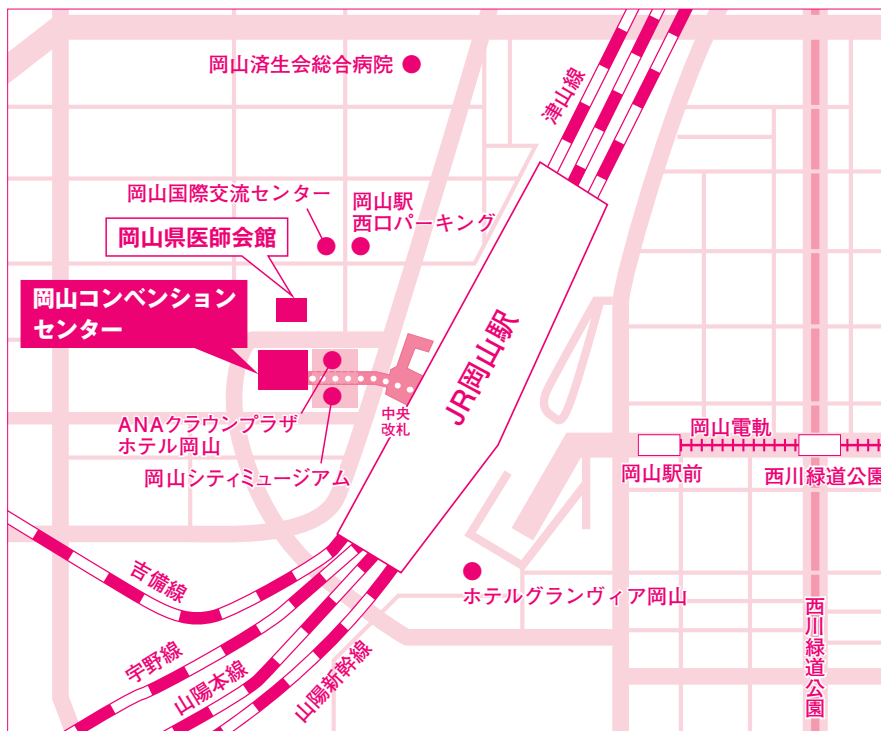 岡山済生会総合病院
津山線
岡山国際交流センター
岡山駅
西口パーキング
岡山県医師会館
岡山コンベンション
センター
JR岡山駅
中央
改札
ANAクラウンプラザ
ホテル岡山
岡山シティミュージアム
岡山電軌
岡山駅前
西川緑道公園
吉備線
ホテルグランヴィア岡山
宇野線
山陽本線
山陽新幹線
西川緑道公園